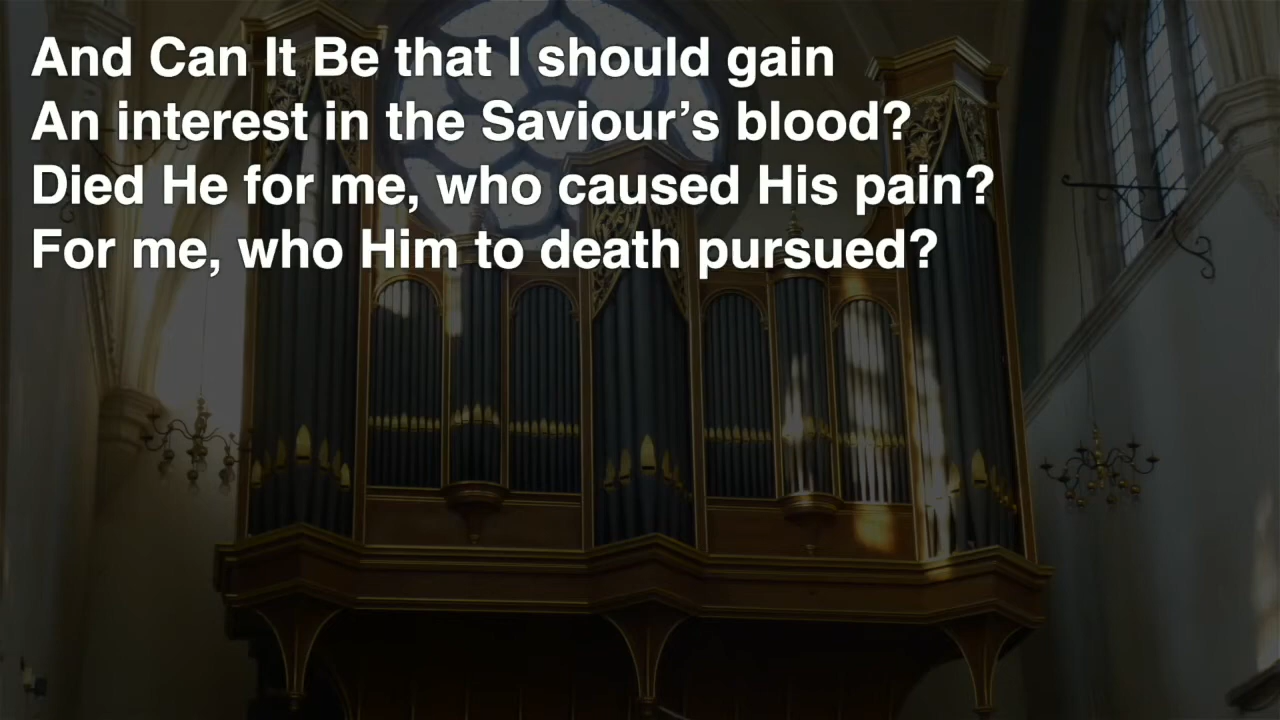 And Can It Be that I should gain
An interest in the Saviour’s blood?
Died He for me, who caused His pain?
For me, who Him to death pursued?